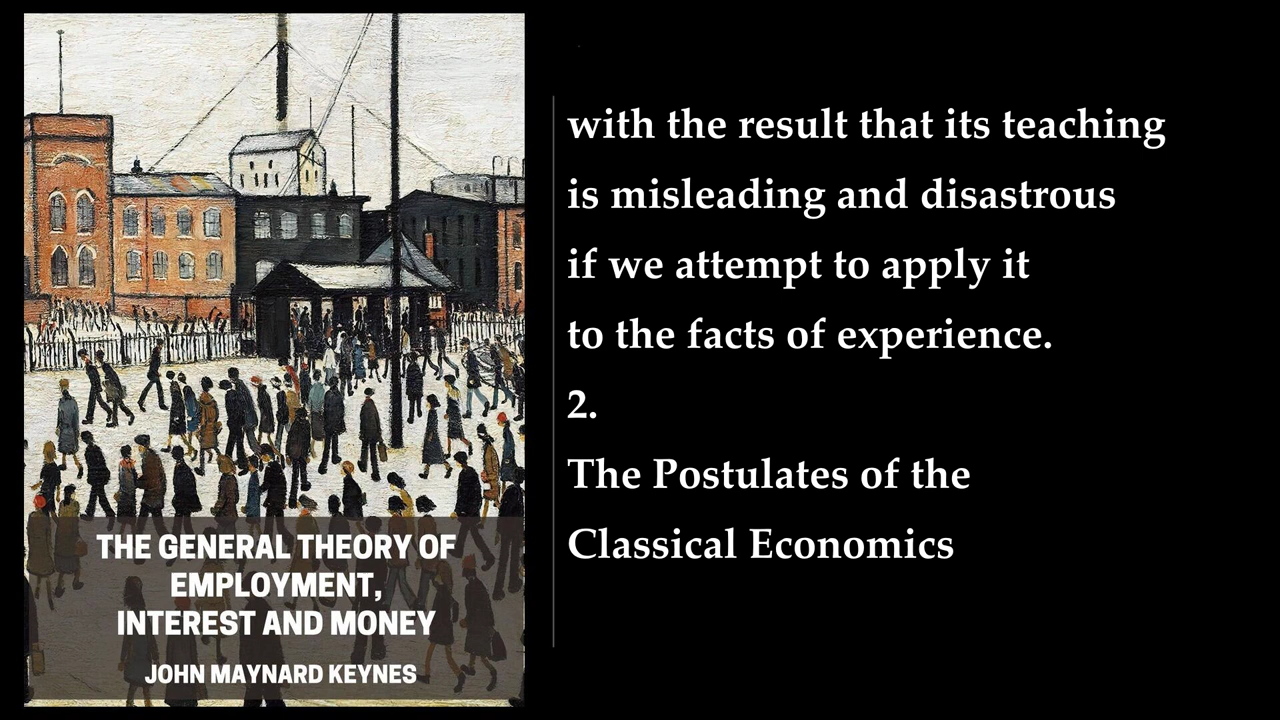 THE GENERAL THEORY OF
EMPLOYMENT,
INTEREST AND MONEY
JOHN MAYNARD KEYNES
with the result that its teaching
is misleading and disastrous
if we attempt to apply it
to the facts of experience.
2.
The Postulates of the
Classical Economics